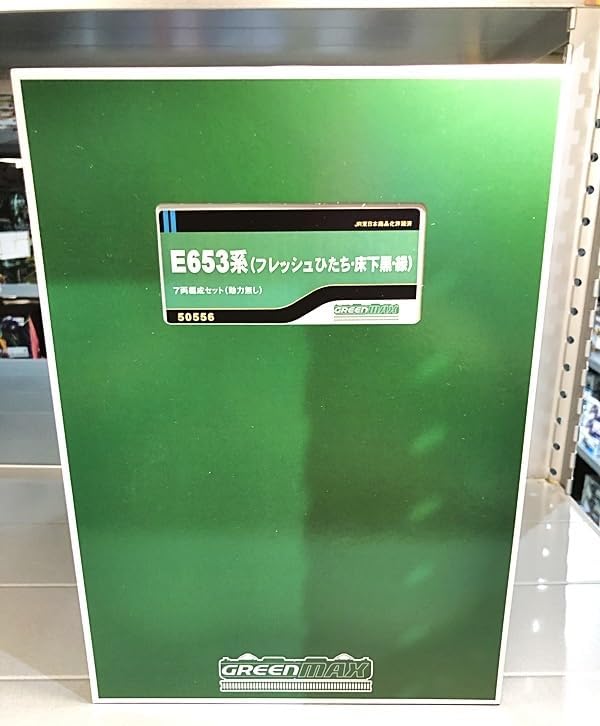 JR東日本商品化許諾済
E653系(フレッシュひたち・床下黒・緑)
7両編成セット(動力無し)
50556
GREENMAX
GREENMAX